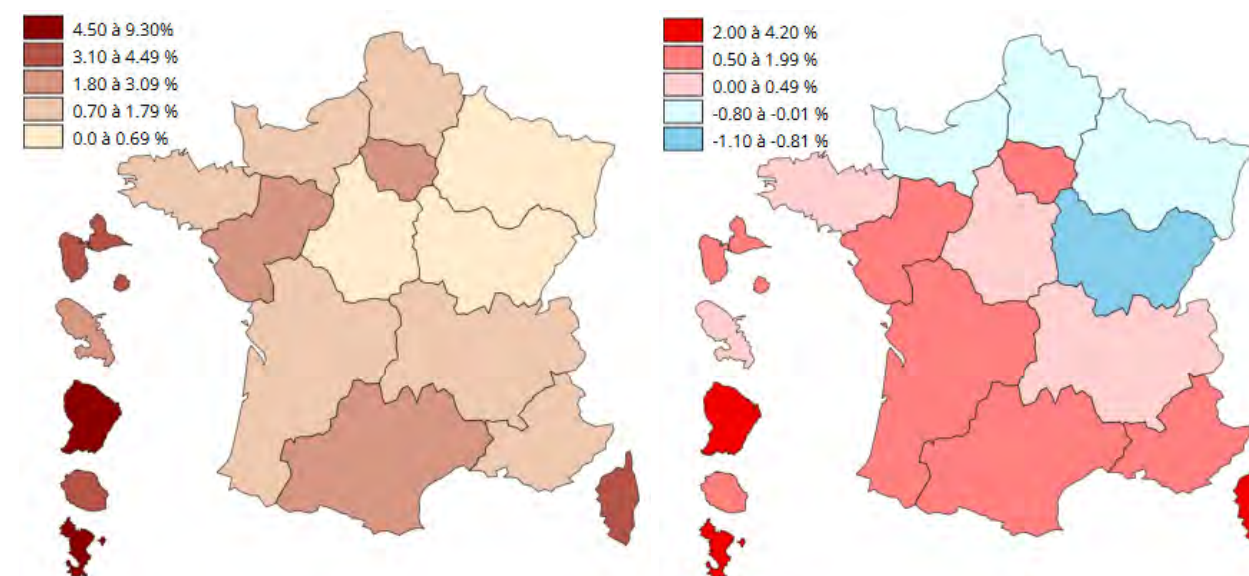 4.50 à 9.30%
3.10 à 4.49 %
1.80 à 3.09 %
0.70 à 1.79 %
0.0 à 0.69 %
2.00 à 4.20 %
0.50 à 1.99 %
0.00 à 0.49 %
-0.80 à -0.01 %
-1.10 à -0.81 %